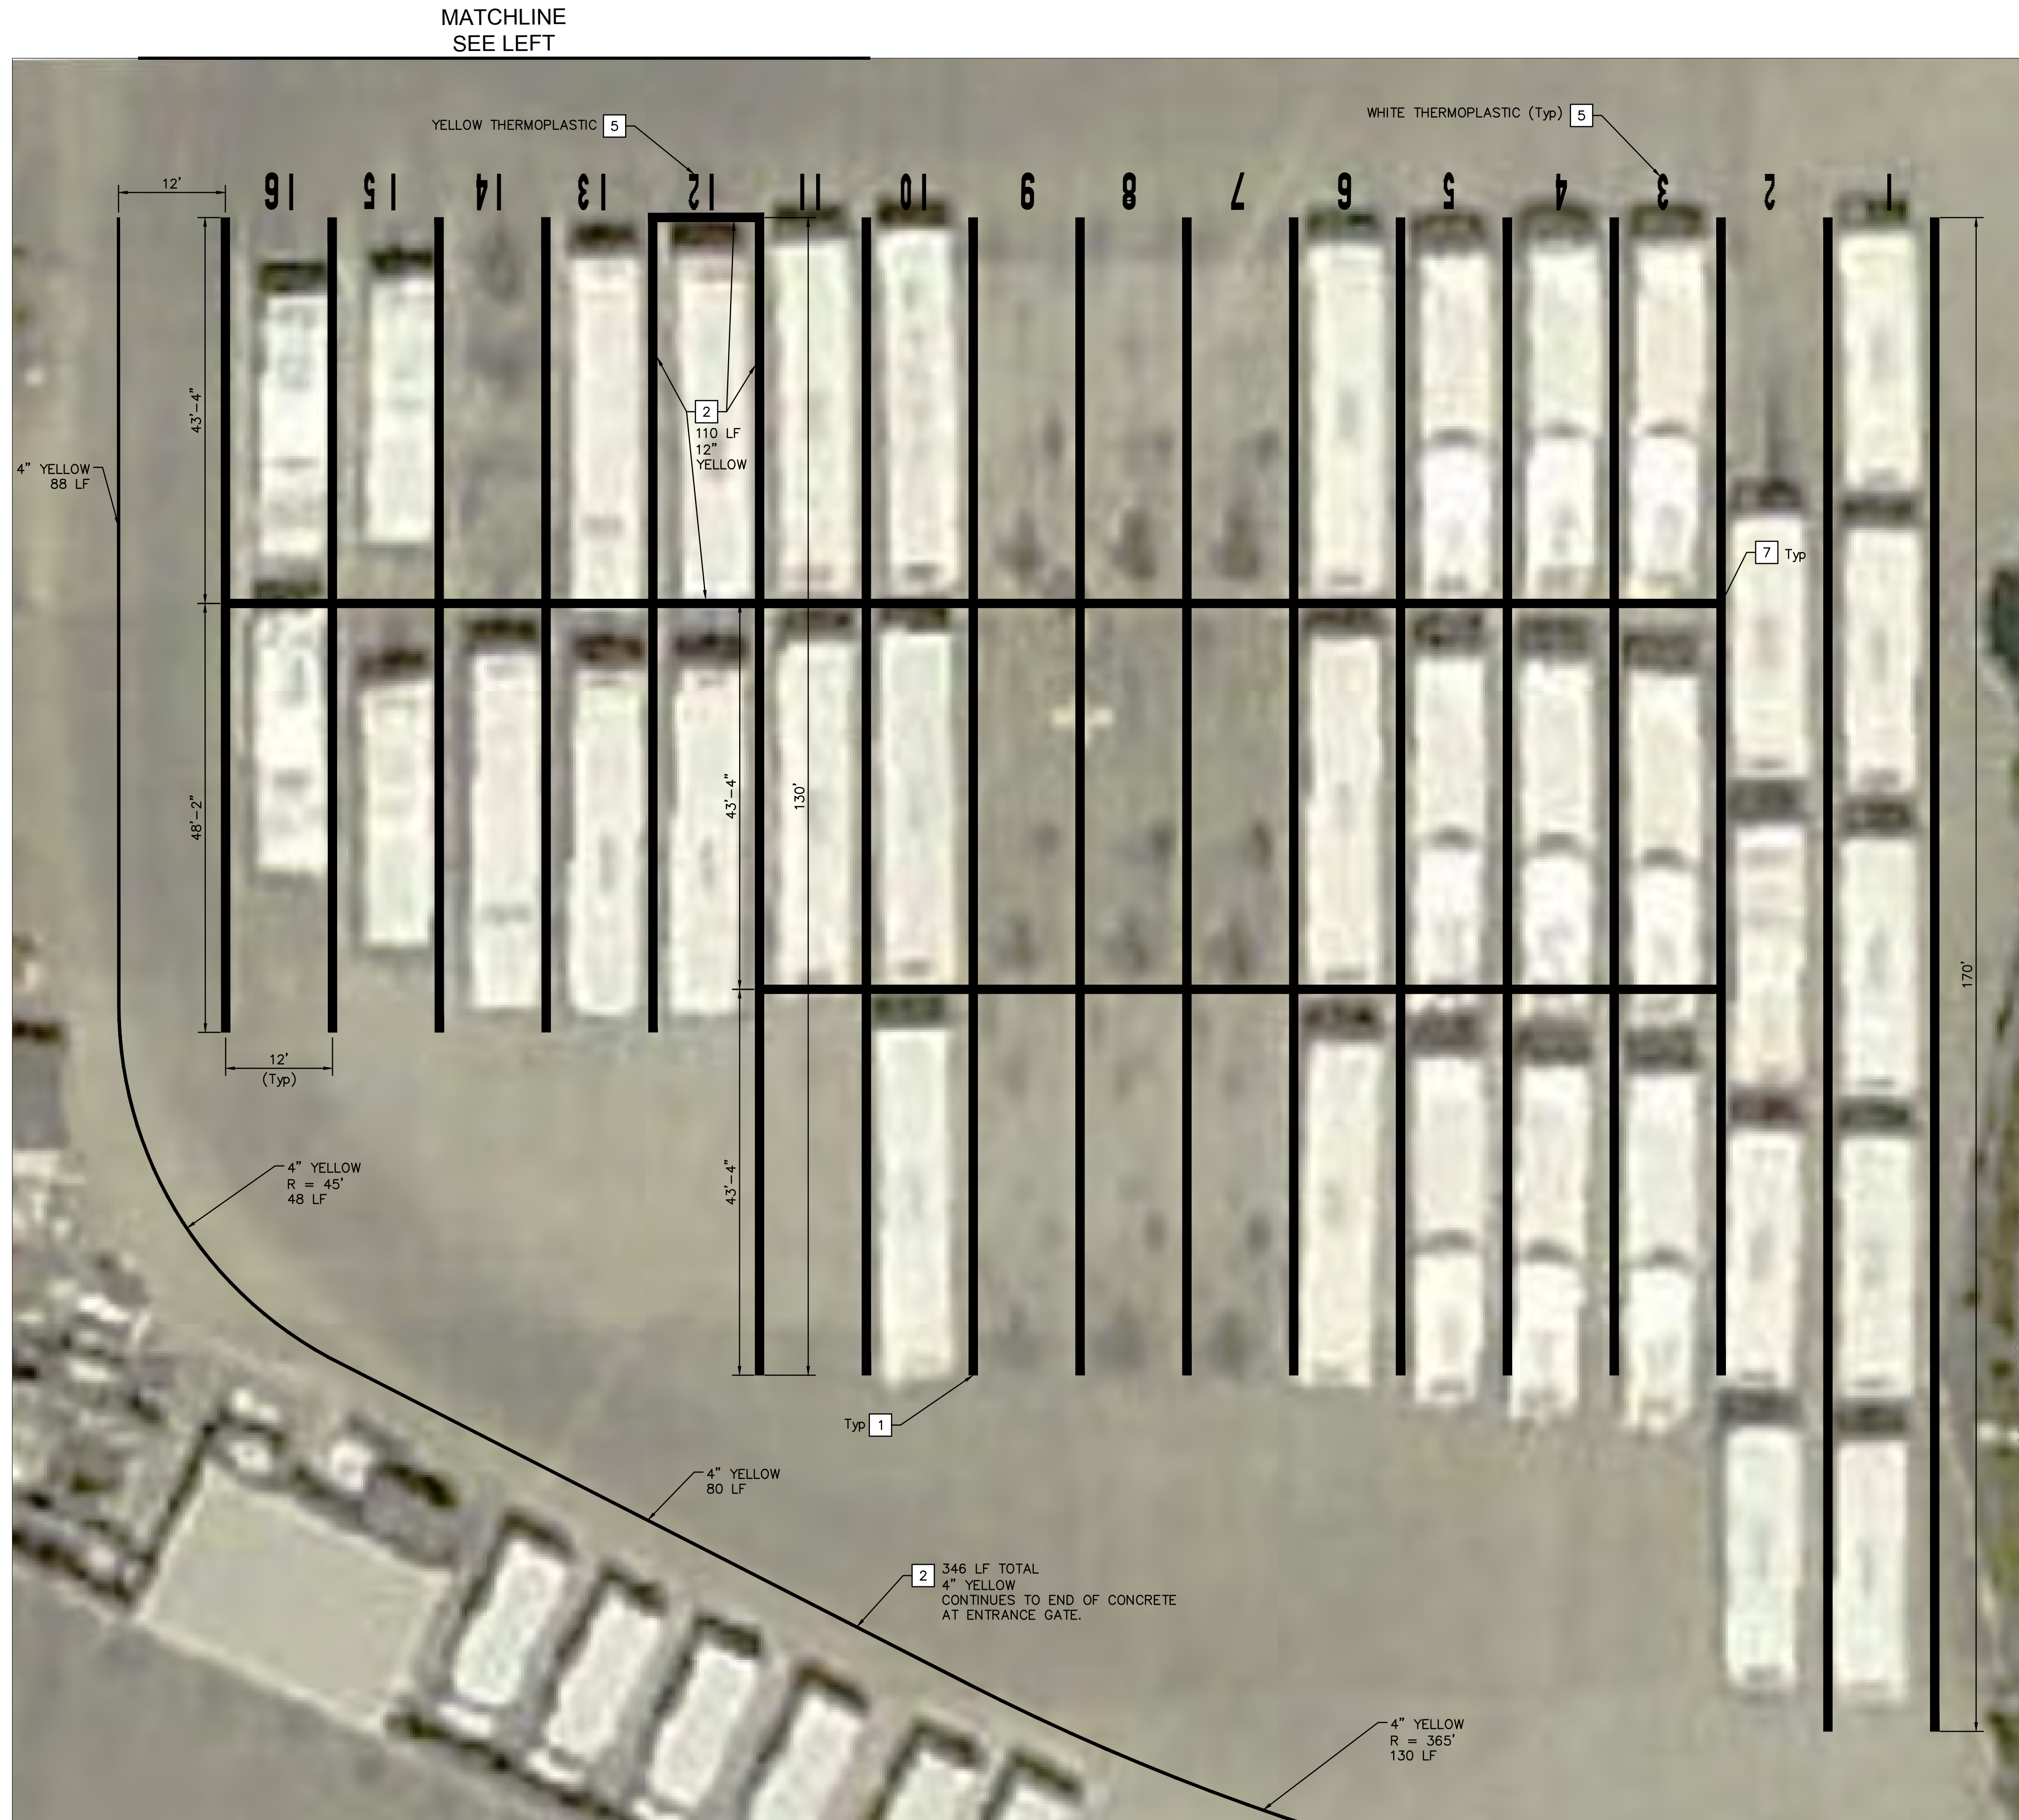 MATCHLINE
SEE LEFT
YELLOW THERMOPLASTIC 5
WHITE THERMOPLASTIC (Typ) 5
12'
16 15 14 13 12 11 10 9 8 7 6 5 4 3 2 1
43'-4"
2
110 LF
12"
YELLOW
4" YELLOW
88 LF
7 Typ
48'-2"
43'-4"
130'
170'
12'
(Typ)
43'-4"
4" YELLOW
R = 45'
48 LF
Typ 1
4" YELLOW
80 LF
2 346 LF TOTAL
4" YELLOW
CONTINUES TO END OF CONCRETE
AT ENTRANCE GATE.
4" YELLOW
R = 365'
130 LF